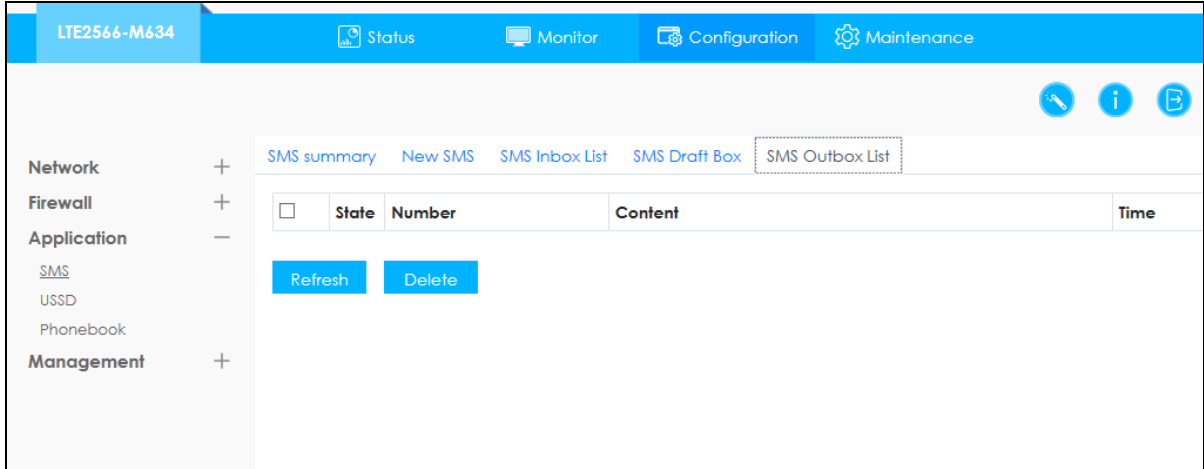 LTE2566-M634 Status Monitor Configuration Maintenance
Network
Firewall
Application
SMS
USSD
Phonebook
Management
SMS summary New SMS SMS Inbox List SMS Draft Box SMS Outbox List
State Number Content Time
Refresh Delete